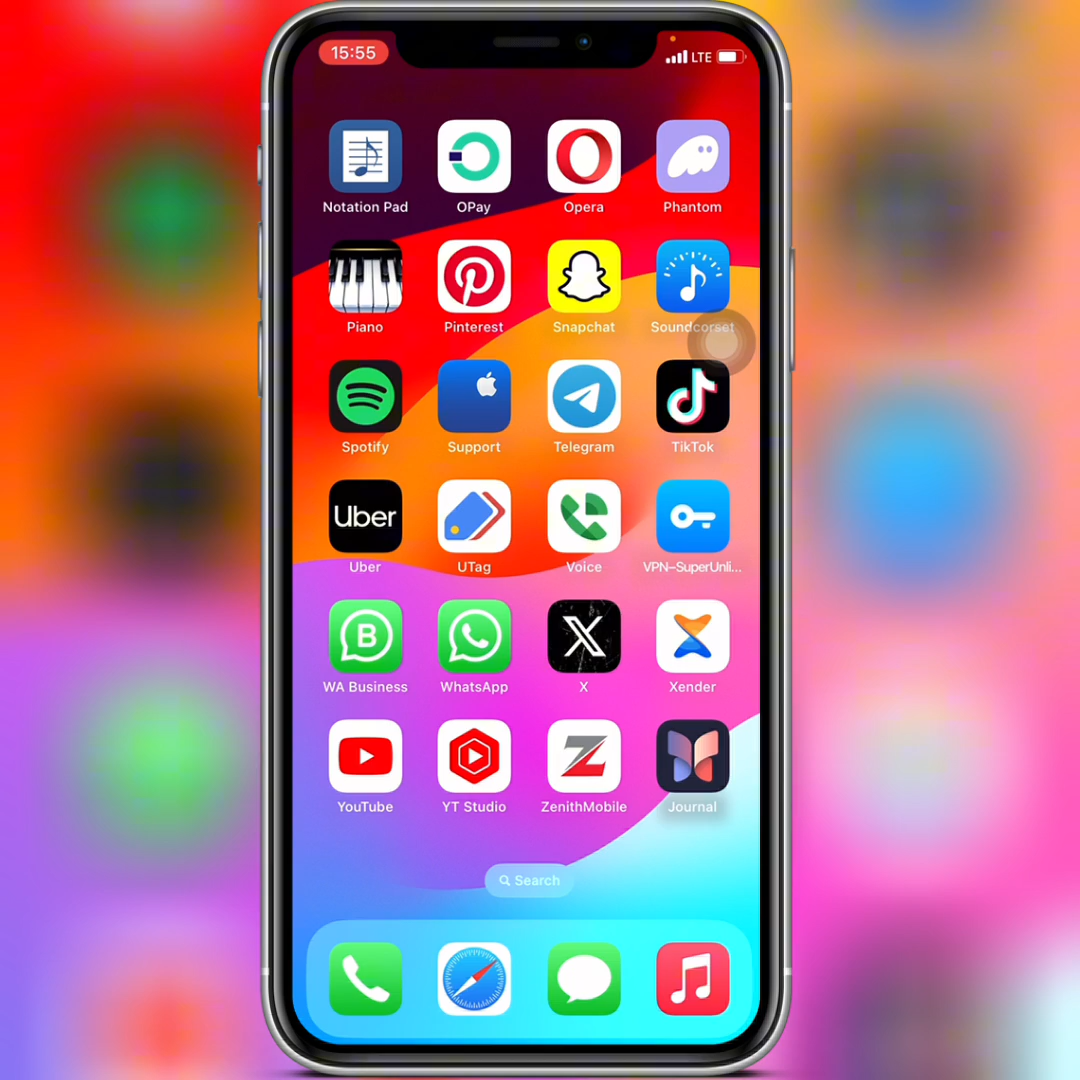 15:55
LTE
Notation Pad
OPay
Opera
Phantom
Piano
Pinterest
Snapchat
Soundcorset
Spotify
Support
Telegram
TikTok
Uber
Uber
UTag
Voice
VPN-SuperUnli...
B
WA Business
WhatsApp
X
X
Xender
YouTube
YT Studio
Z
ZenithMobile
Journal
Search